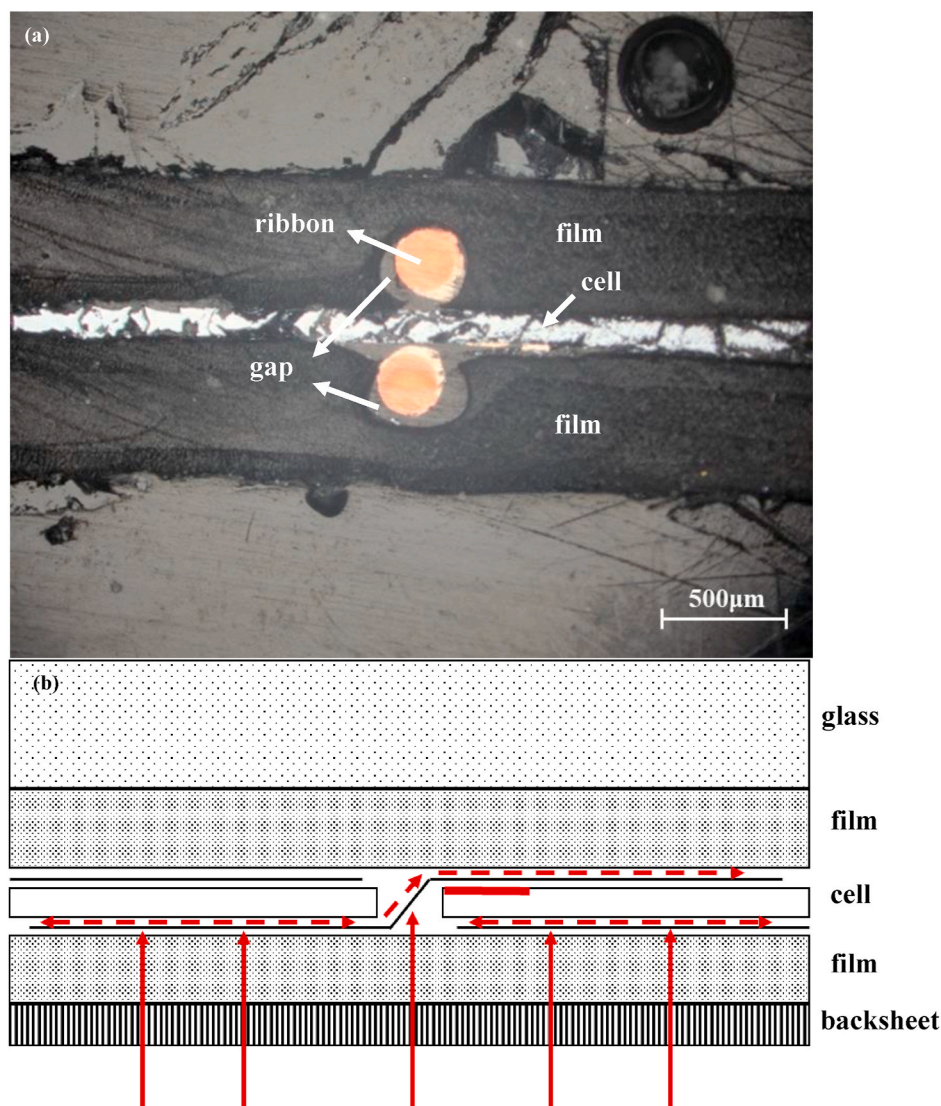 (a)
ribbon
film
cell
gap
film
500μm
(b)
glass
film
cell
film
backsheet